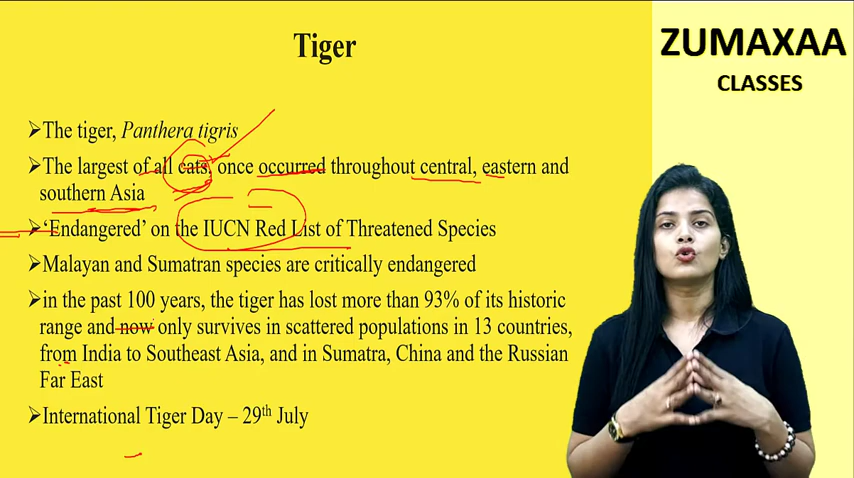 Tiger
ZUMAXAA
CLASSES
➢The tiger, Panthera tigris
➢The largest of all cats, once occurred throughout central, eastern and
southern Asia
➢‘Endangered’ on the IUCN Red List of Threatened Species
➢Malayan and Sumatran species are critically endangered
➢in the past 100 years, the tiger has lost more than 93% of its historic
range and now only survives in scattered populations in 13 countries,
from India to Southeast Asia, and in Sumatra, China and the Russian
Far East
➢International Tiger Day – 29th July